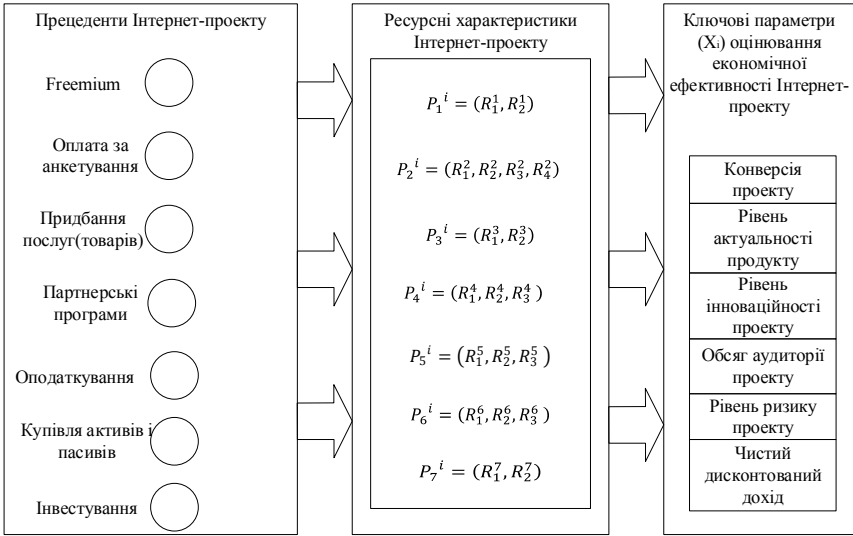 Прецеденти Інтернет-проекту
Freemium
Оплата за
анкетування
Придбання
послуг(товарів)
Партнерські
програми
Оподаткування
Купівля активів і
пасивів
Інвестування
Ресурсні характеристики
Інтернет-проекту
P₁ⁱ = (R₁¹, R₂¹)
P₂ⁱ = (R₁², R₂², R₃², R₄²)
P₃ⁱ = (R₁³, R₂³)
P₄ⁱ = (R₁⁴, R₂⁴, R₃⁴)
P₅ⁱ = (R₁⁵, R₂⁵, R₃⁵)
P₆ⁱ = (R₁⁶, R₂⁶, R₃⁶)
P₇ⁱ = (R₁⁷, R₂⁷)
Ключові параметри
(Xᵢ) оцінювання
економічної
ефективності Інтернет-
проекту
Конверсія
проекту
Рівень
актуальності
продукту
Рівень
інноваційності
проекту
Обсяг аудиторії
проекту
Рівень ризику
проекту
Чистий
дисконтований
дохід